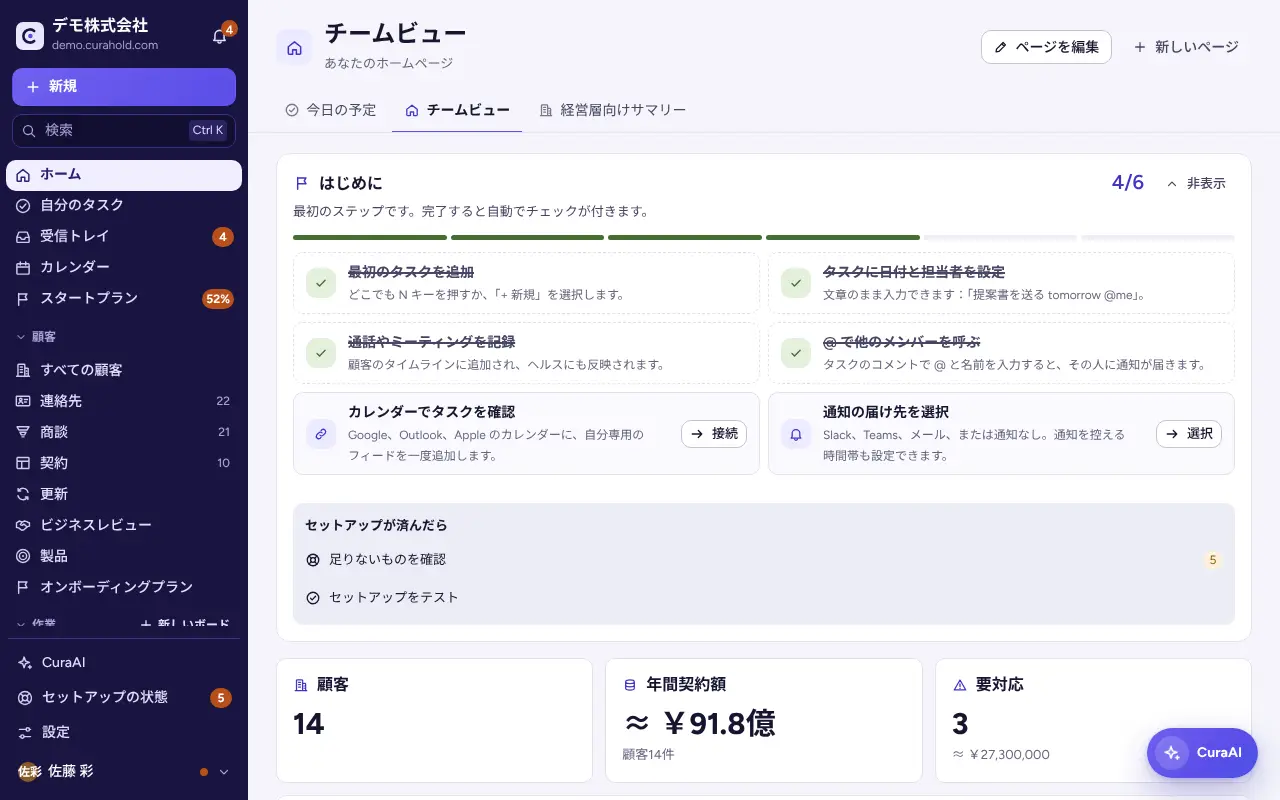 デモ株式会社
demo.curahold.com
4
+ 新規
検索
Ctrl K
ホーム
自分のタスク
受信トレイ
4
カレンダー
スタートプラン
52%
顧客
すべての顧客
連絡先
22
商談
21
契約
10
更新
ビジネスレビュー
製品
オンボーディングプラン
作業
+ 新しいボード
CuraAI
セットアップの状態
5
設定
佐彩
佐藤 彩
チームビュー
あなたのホームページ
ページを編集
+ 新しいページ
今日の予定
チームビュー
経営層向けサマリー
はじめに
4/6
非表示
最初のステップです。完了すると自動でチェックが付きます。
最初のタスクを追加
どこでも N キーを押すか、「+ 新規」を選択します。
タスクに日付と担当者を設定
文章のまま入力できます：「提案書を送る tomorrow @me」。
通話やミーティングを記録
顧客のタイムラインに追加され、ヘルスにも反映されます。
@ で他のメンバーを呼ぶ
タスクのコメントで @ と名前を入力すると、その人に通知が届きます。
カレンダーでタスクを確認
Google、Outlook、Apple のカレンダーに、自分専用の
フィードを一度追加します。
→ 接続
通知の届け先を選択
Slack、Teams、メール、または通知なし。通知を控える
時間帯も設定できます。
→ 選択
セットアップが済んだら
足りないものを確認
5
セットアップをテスト
顧客
14
年間契約額
≈ ￥91.8億
顧客14件
要対応
3
≈ ￥27,300,000
CuraAI